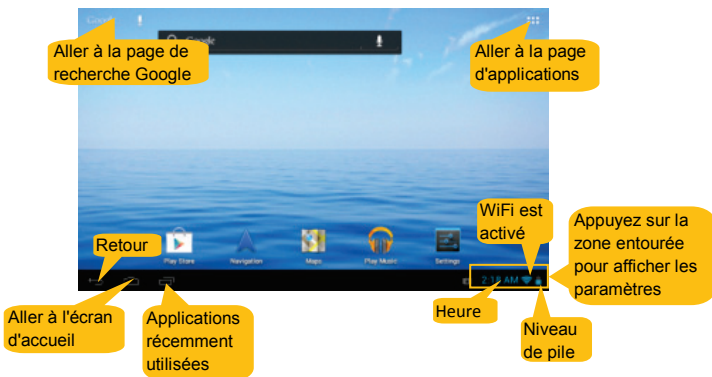 Google
Google
Aller à la page de
recherche Google
Aller à la page
d'applications
WiFi est
activé
Appuyez sur la
zone entourée
pour afficher les
paramètres
Retour
Play Store
Navigation
Maps
Play Music
Settings
2:18 AM
Aller à l'écran
d'accueil
Applications
récemment
utilisées
Heure
Niveau
de pile